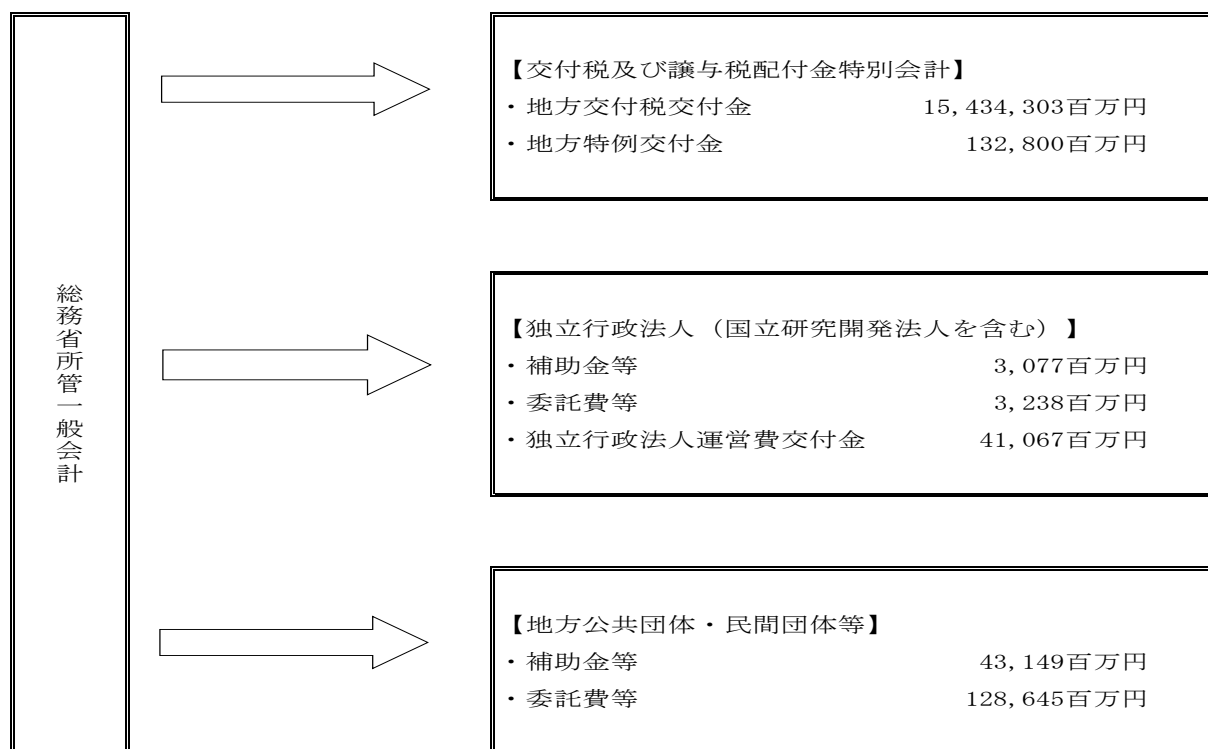 総務省所管一般会計
【交付税及び譲与税配付金特別会計】
・地方交付税交付金 15,434,303百万円
・地方特例交付金 132,800百万円
【独立行政法人（国立研究開発法人を含む）】
・補助金等 3,077百万円
・委託費等 3,238百万円
・独立行政法人運営費交付金 41,067百万円
【地方公共団体・民間団体等】
・補助金等 43,149百万円
・委託費等 128,645百万円